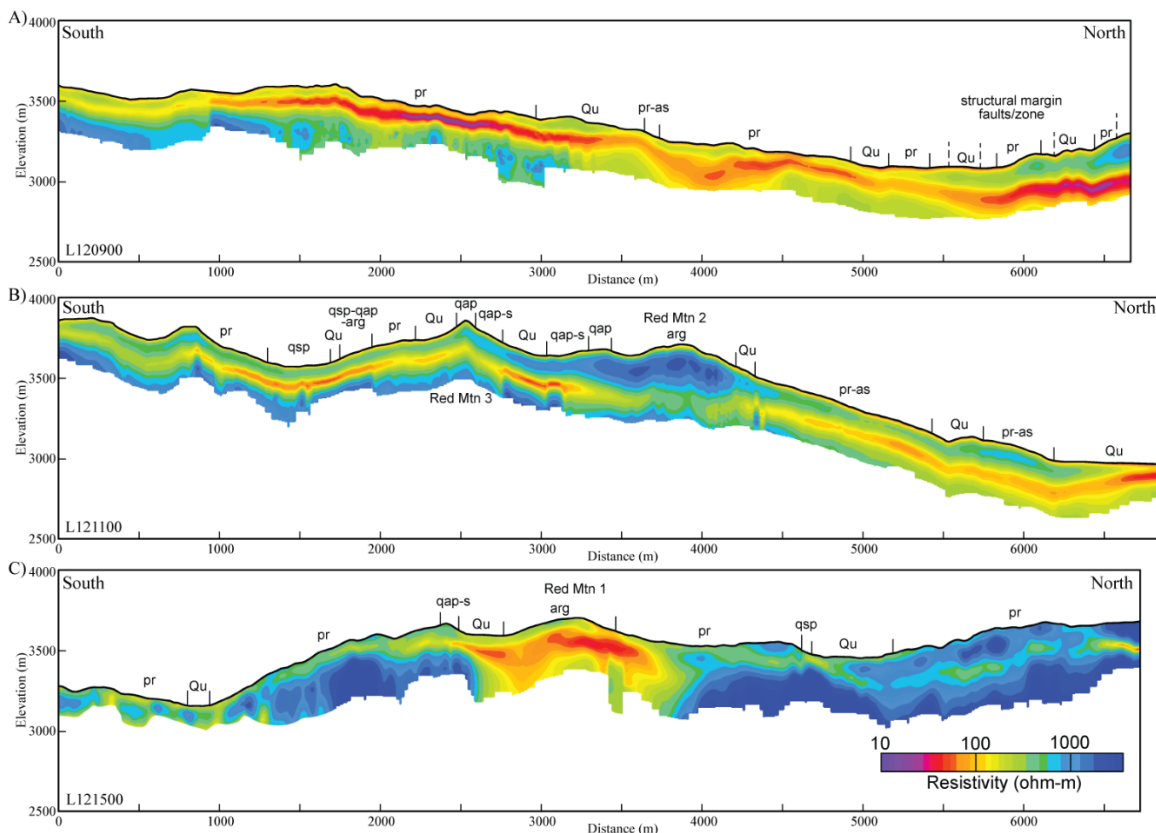 A)
South
North
4000
3500
3000
2500
Elevation (m)
pr
Qu
pr-as
pr
Qu
pr
Qu
pr
Qu
pr
structural margin
faults/zone
L120900
0
1000
2000
3000
4000
5000
6000
Distance (m)
B)
South
North
4000
3500
3000
2500
Elevation (m)
pr
qsp
qsp-qap
-arg
Qu
pr
Qu
qap
qap-s
Qu
qap-s
qap
Red Mtn 2
arg
Qu
pr-as
Qu
pr-as
Qu
Red Mtn 3
L121100
0
1000
2000
3000
4000
5000
6000
Distance (m)
C)
South
North
4000
3500
3000
2500
Elevation (m)
pr
Qu
pr
qap-s
Qu
Red Mtn 1
arg
pr
qsp
Qu
pr
10
100
1000
Resistivity (ohm-m)
L121500
0
1000
2000
3000
4000
5000
6000
Distance (m)